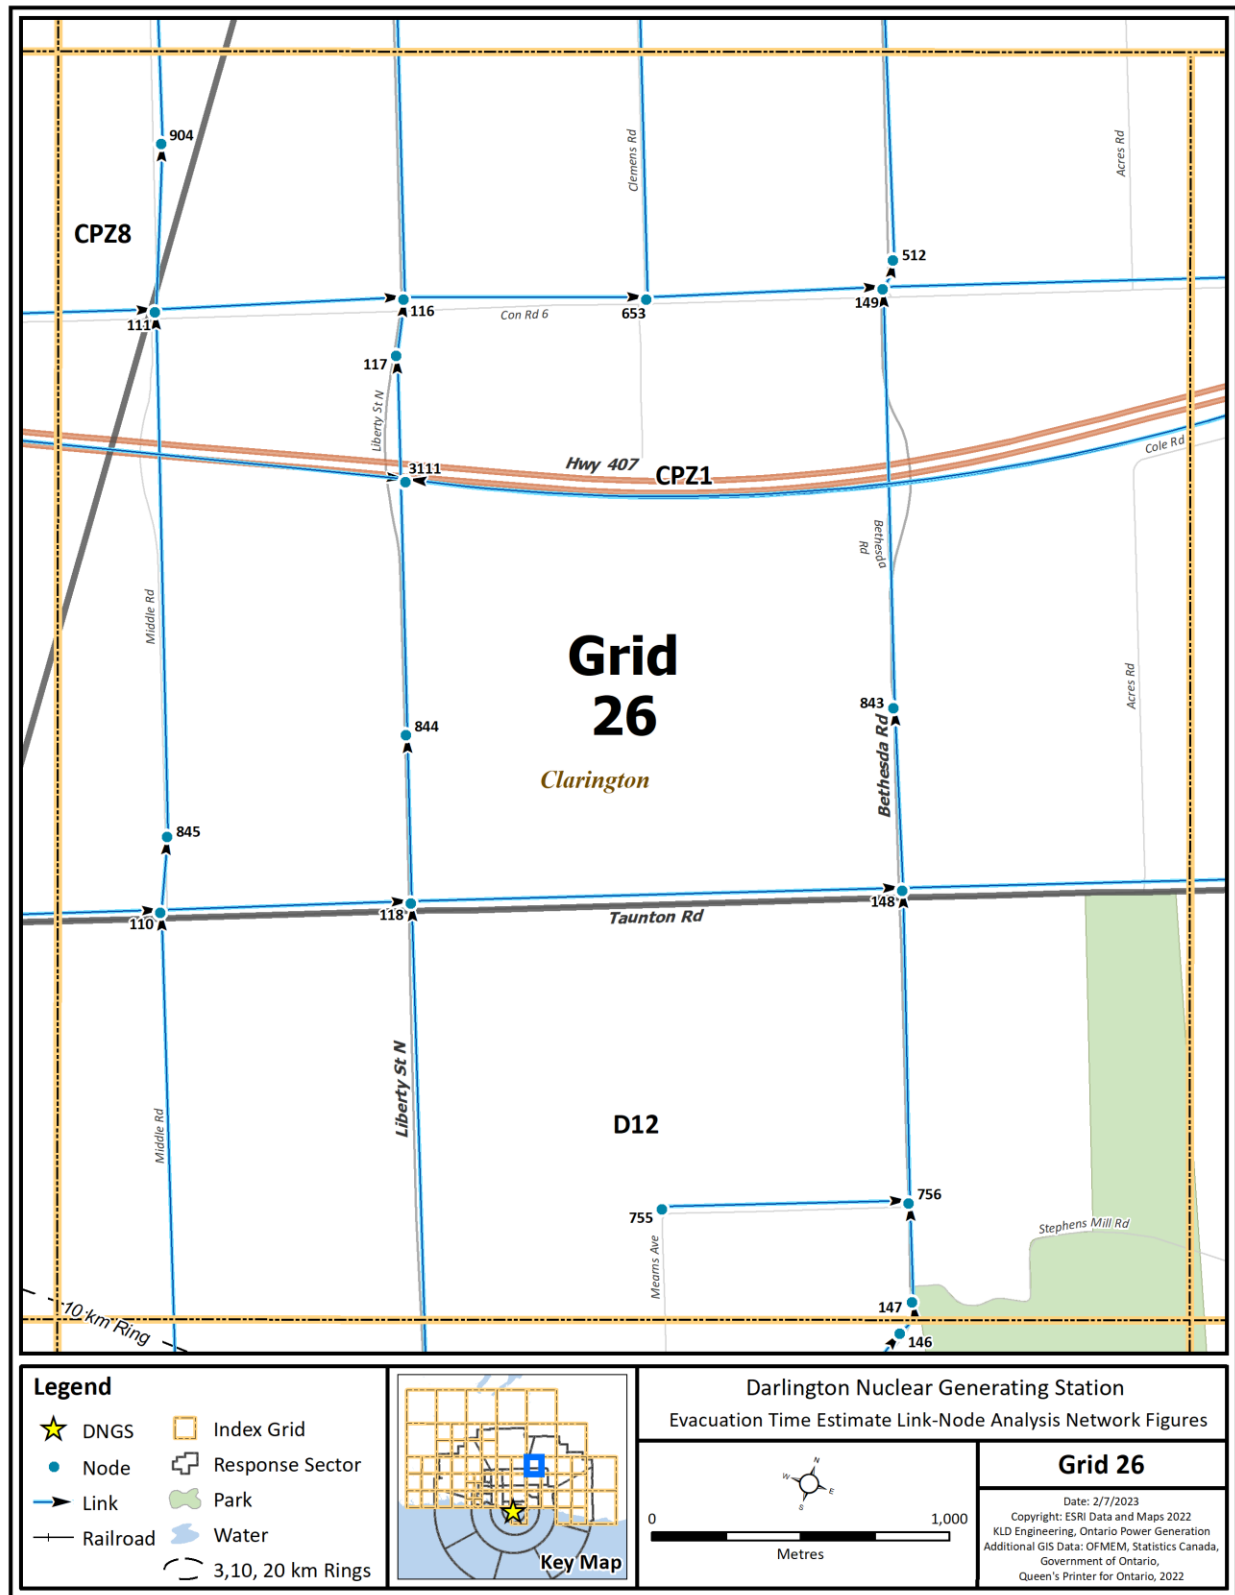 904
Clemens Rd
Acres Rd
CPZ8
512
111
116
Con Rd 6
653
149
117
Liberty St N
3111
Hwy 407
CPZ1
Cole Rd
Bethesda
Rd
Middle Rd
Grid
26
Clarington
844
843
Bethesda Rd
Acres Rd
845
110
118
Taunton Rd
148
Liberty St N
Middle Rd
D12
755
756
Mearns Ave
Stephens Mill Rd
147
146
10 km Ring
Legend
DNGS
Node
Link
Railroad
Index Grid
Response Sector
Park
Water
3,10, 20 km Rings
Key Map
Darlington Nuclear Generating Station
Evacuation Time Estimate Link-Node Analysis Network Figures
N
W
E
S
0 1,000
Metres
Grid 26
Date: 2/7/2023
Copyright: ESRI Data and Maps 2022
KLD Engineering, Ontario Power Generation
Additional GIS Data: OFMEM, Statistics Canada,
Government of Ontario,
Queen's Printer for Ontario, 2022